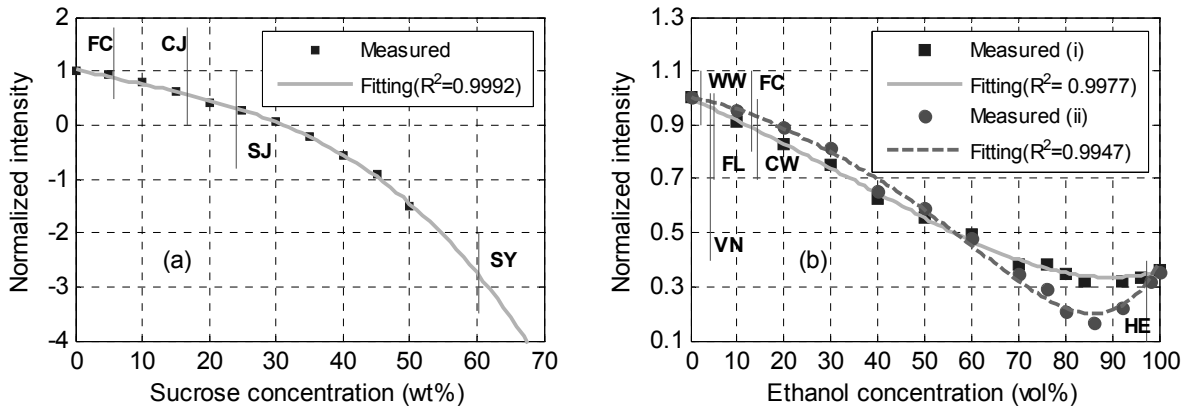 2
1
0
-1
-2
-3
-4
0 10 20 30 40 50 60 70
Normalized intensity
Sucrose concentration (wt%)
FC CJ
SJ
SY
Measured
Fitting(R²=0.9992)
(a)
1.3
1.1
0.9
0.7
0.5
0.3
0.1
0 10 20 30 40 50 60 70 80 90 100
Normalized intensity
Ethanol concentration (vol%)
WW FC
FL CW
VN
HE
Measured (i)
Fitting(R²= 0.9977)
Measured (ii)
Fitting(R²=0.9947)
(b)